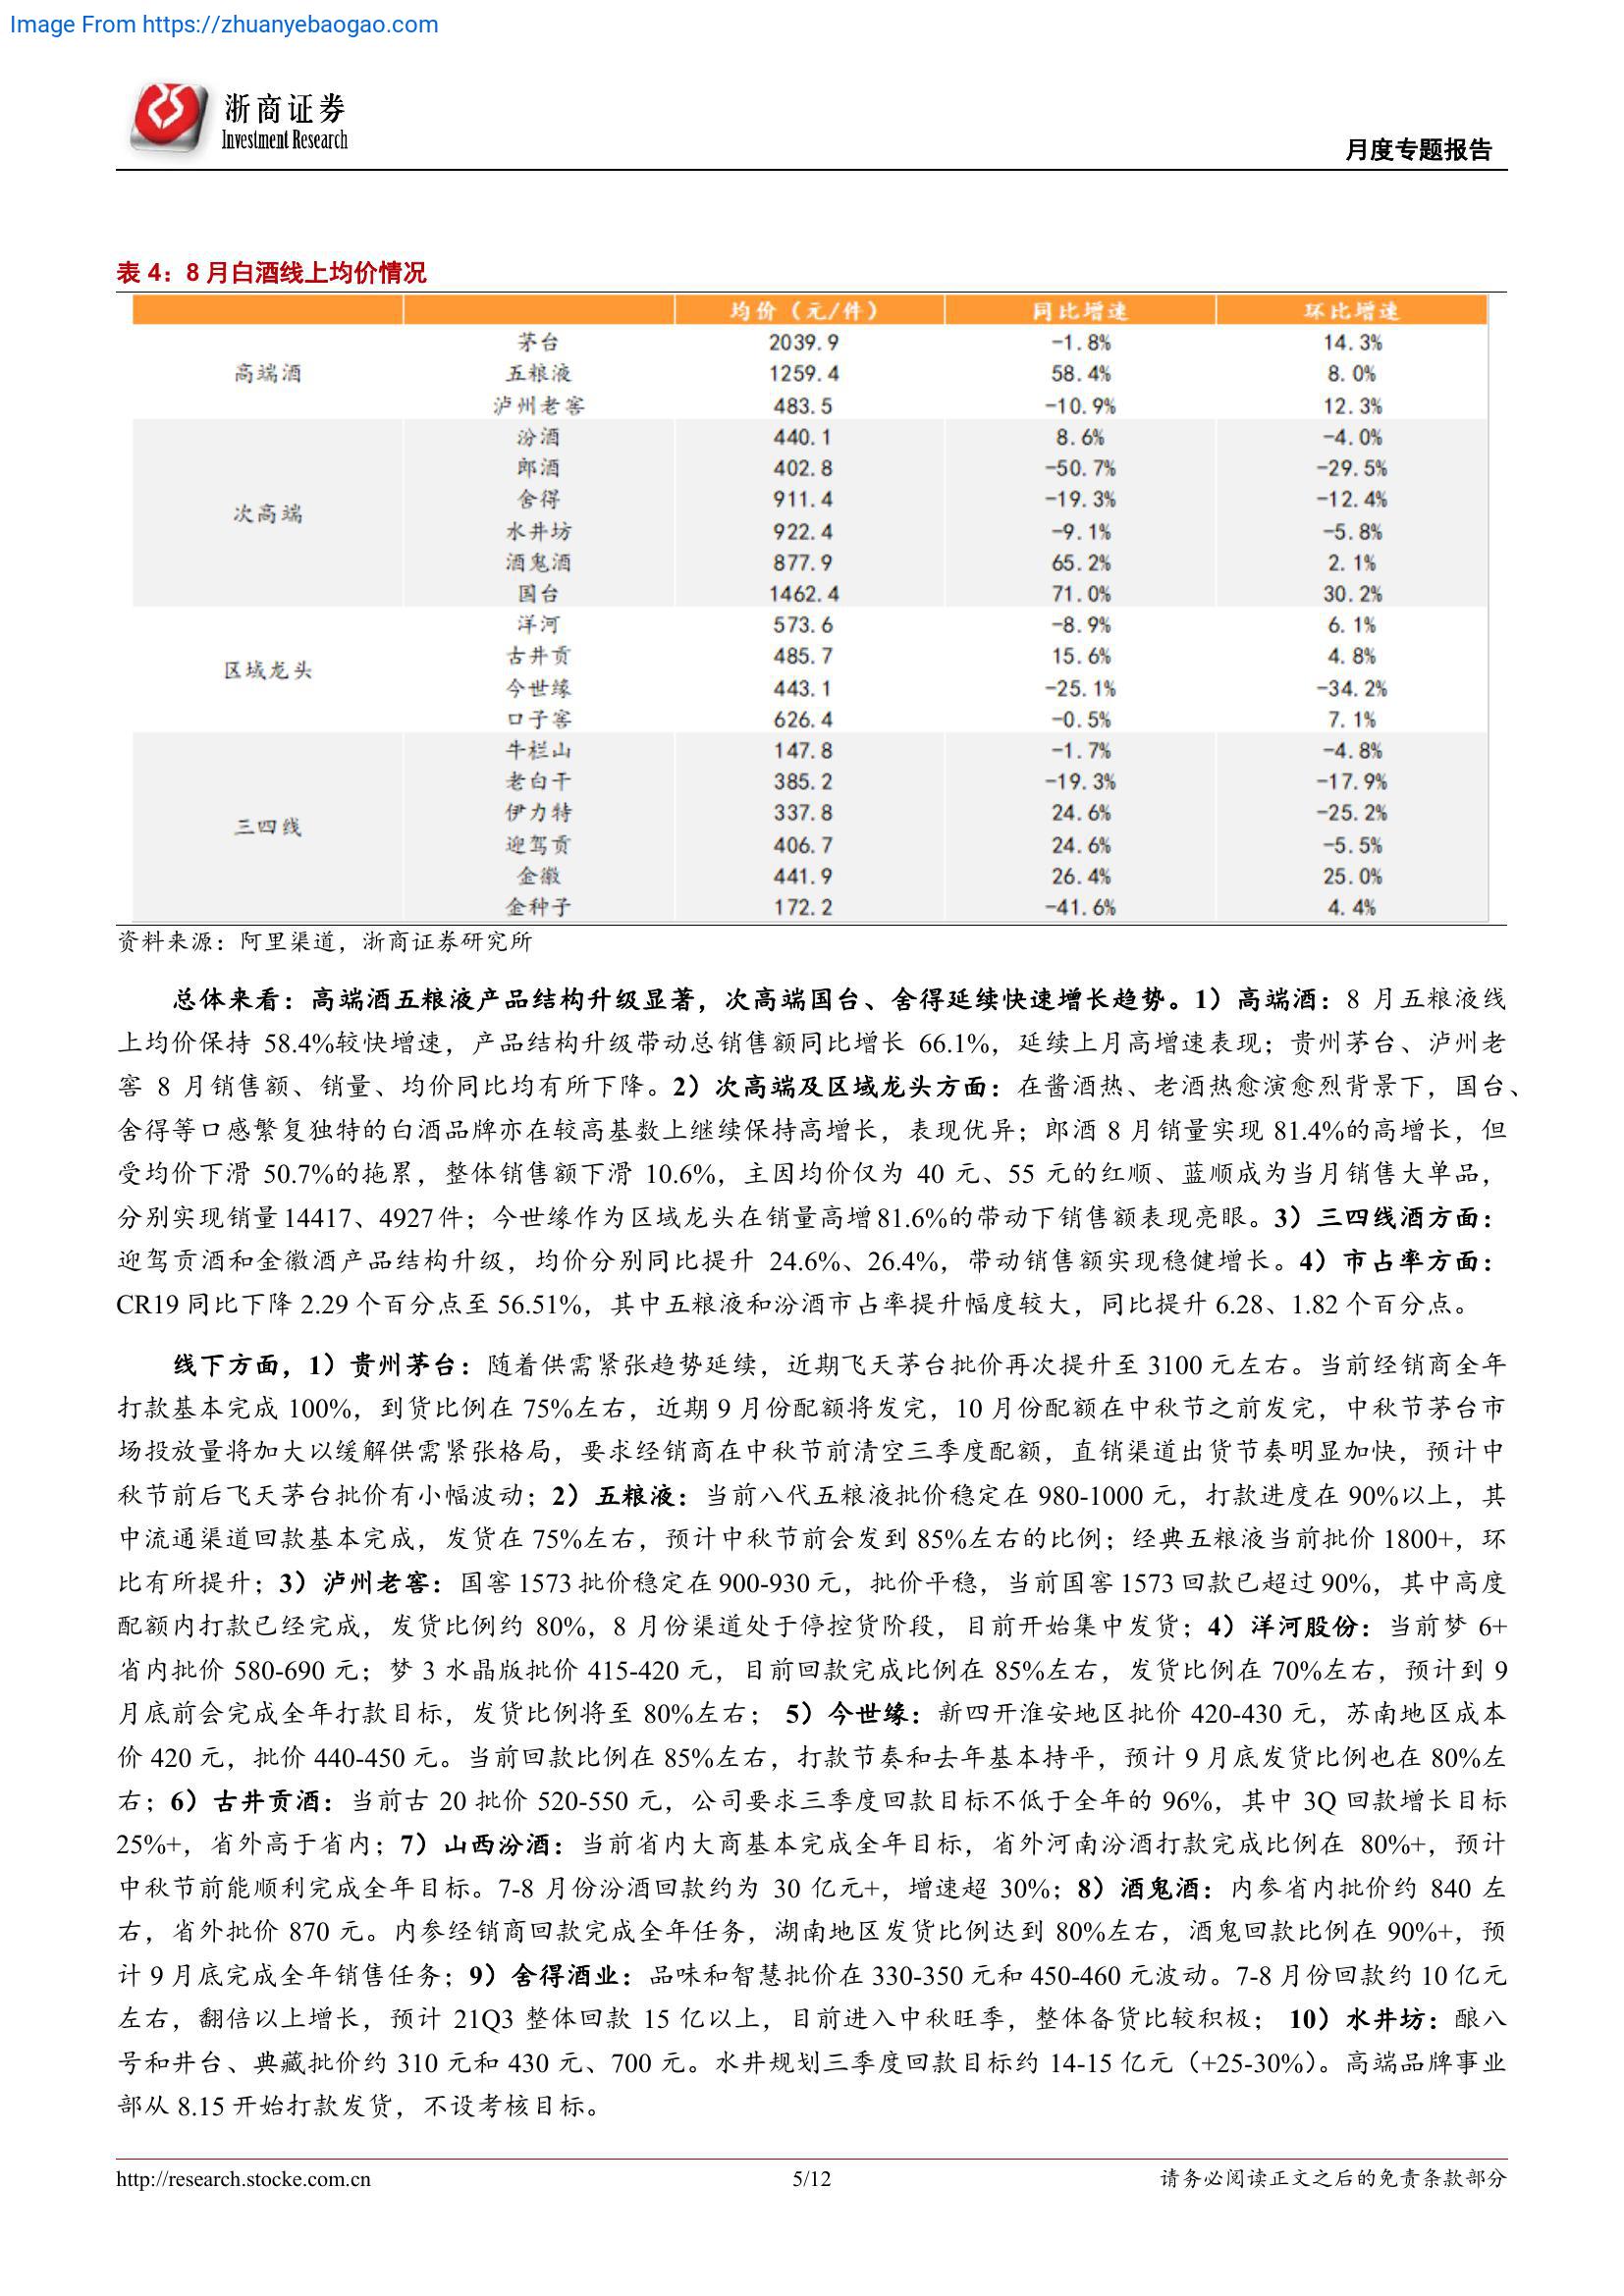 Image From https://zhuanyebaogao.com
浙商证券
Investment Research
月度专题报告
表 4：8 月白酒线上均价情况
均价（元/件） 同比增速 环比增速
高端酒 茅台 2039.9 -1.8% 14.3%
五粮液 1259.4 58.4% 8.0%
泸州老窖 483.5 -10.9% 12.3%
次高端 汾酒 440.1 8.6% -4.0%
郎酒 402.8 -50.7% -29.5%
舍得 911.4 -19.3% -12.4%
水井坊 922.4 -9.1% -5.8%
酒鬼酒 877.9 65.2% 2.1%
国台 1462.4 71.0% 30.2%
区域龙头 洋河 573.6 -8.9% 6.1%
古井贡 485.7 15.6% 4.8%
今世缘 443.1 -25.1% -34.2%
口子窖 626.4 -0.5% 7.1%
三四线 牛栏山 147.8 -1.7% -4.8%
老白干 385.2 -19.3% -17.9%
伊力特 337.8 24.6% -25.2%
迎驾贡 406.7 24.6% -5.5%
金徽 441.9 26.4% 25.0%
金种子 172.2 -41.6% 4.4%
资料来源：阿里渠道，浙商证券研究所
总体来看：高端酒五粮液产品结构升级显著，次高端国台、舍得延续快速增长趋势。1）高端酒：8 月五粮液线
上均价保持 58.4%较快增速，产品结构升级带动总销售额同比增长 66.1%，延续上月高增速表现；贵州茅台、泸州老
窖 8 月销售额、销量、均价同比均有所下降。2）次高端及区域龙头方面：在酱酒热、老酒热愈演愈烈背景下，国台、
舍得等口感繁复独特的白酒品牌亦在较高基数上继续保持高增长，表现优异；郎酒 8 月销量实现 81.4%的高增长，但
受均价下滑 50.7%的拖累，整体销售额下滑 10.6%，主因均价仅为 40 元、55 元的红顺、蓝顺成为当月销售大单品，
分别实现销量 14417、4927 件；今世缘作为区域龙头在销量高增 81.6%的带动下销售额表现亮眼。3）三四线酒方面：
迎驾贡酒和金徽酒产品结构升级，均价分别同比提升 24.6%、26.4%，带动销售额实现稳健增长。4）市占率方面：
CR19 同比下降 2.29 个百分点至 56.51%，其中五粮液和汾酒市占率提升幅度较大，同比提升 6.28、1.82 个百分点。
线下方面，1）贵州茅台：随着供需紧张趋势延续，近期飞天茅台批价再次提升至 3100 元左右。当前经销商全年
打款基本完成 100%，到货比例在 75%左右，近期 9 月份配额将发完，10 月份配额在中秋节之前发完，中秋节茅台市
场投放量将加大以缓解供需紧张格局，要求经销商在中秋节前清空三季度配额，直销渠道出货节奏明显加快，预计中
秋节前后飞天茅台批价有小幅波动；2）五粮液：当前八代五粮液批价稳定在 980-1000 元，打款进度在 90%以上，其
中流通渠道回款基本完成，发货在 75%左右，预计中秋节前会发到 85%左右的比例；经典五粮液当前批价 1800+，环
比有所提升；3）泸州老窖：国窖 1573 批价稳定在 900-930 元，批价平稳，当前国窖 1573 回款已超过 90%，其中高度
配额内打款已经完成，发货比例约 80%，8 月份渠道处于停控货阶段，目前开始集中发货；4）洋河股份：当前梦 6+
省内批价 580-690 元；梦 3 水晶版批价 415-420 元，目前回款完成比例在 85%左右，发货比例在 70%左右，预计到 9
月底前会完成全年打款目标，发货比例将至 80%左右； 5）今世缘：新四开淮安地区批价 420-430 元，苏南地区成本
价 420 元，批价 440-450 元。当前回款比例在 85%左右，打款节奏和去年基本持平，预计 9 月底发货比例也在 80%左
右；6）古井贡酒：当前古 20 批价 520-550 元，公司要求三季度回款目标不低于全年的 96%，其中 3Q 回款增长目标
25%+，省外高于省内；7）山西汾酒：当前省内大商基本完成全年目标，省外河南汾酒打款完成比例在 80%+，预计
中秋节前能顺利完成全年目标。7-8 月份汾酒回款约为 30 亿元+，增速超 30%；8）酒鬼酒：内参省内批价约 840 左
右，省外批价 870 元。内参经销商回款完成全年任务，湖南地区发货比例达到 80%左右，酒鬼回款比例在 90%+，预
计 9 月底完成全年销售任务；9）舍得酒业：品味和智慧批价在 330-350 元和 450-460 元波动。7-8 月份回款约 10 亿元
左右，翻倍以上增长，预计 21Q3 整体回款 15 亿以上，目前进入中秋旺季，整体备货比较积极； 10）水井坊：酿八
号和井台、典藏批价约 310 元和 430 元、700 元。水井规划三季度回款目标约 14-15 亿元（+25-30%）。高端品牌事业
部从 8.15 开始打款发货，不设考核目标。
http://research.stocke.com.cn 5/12 请务必阅读正文之后的免责条款部分